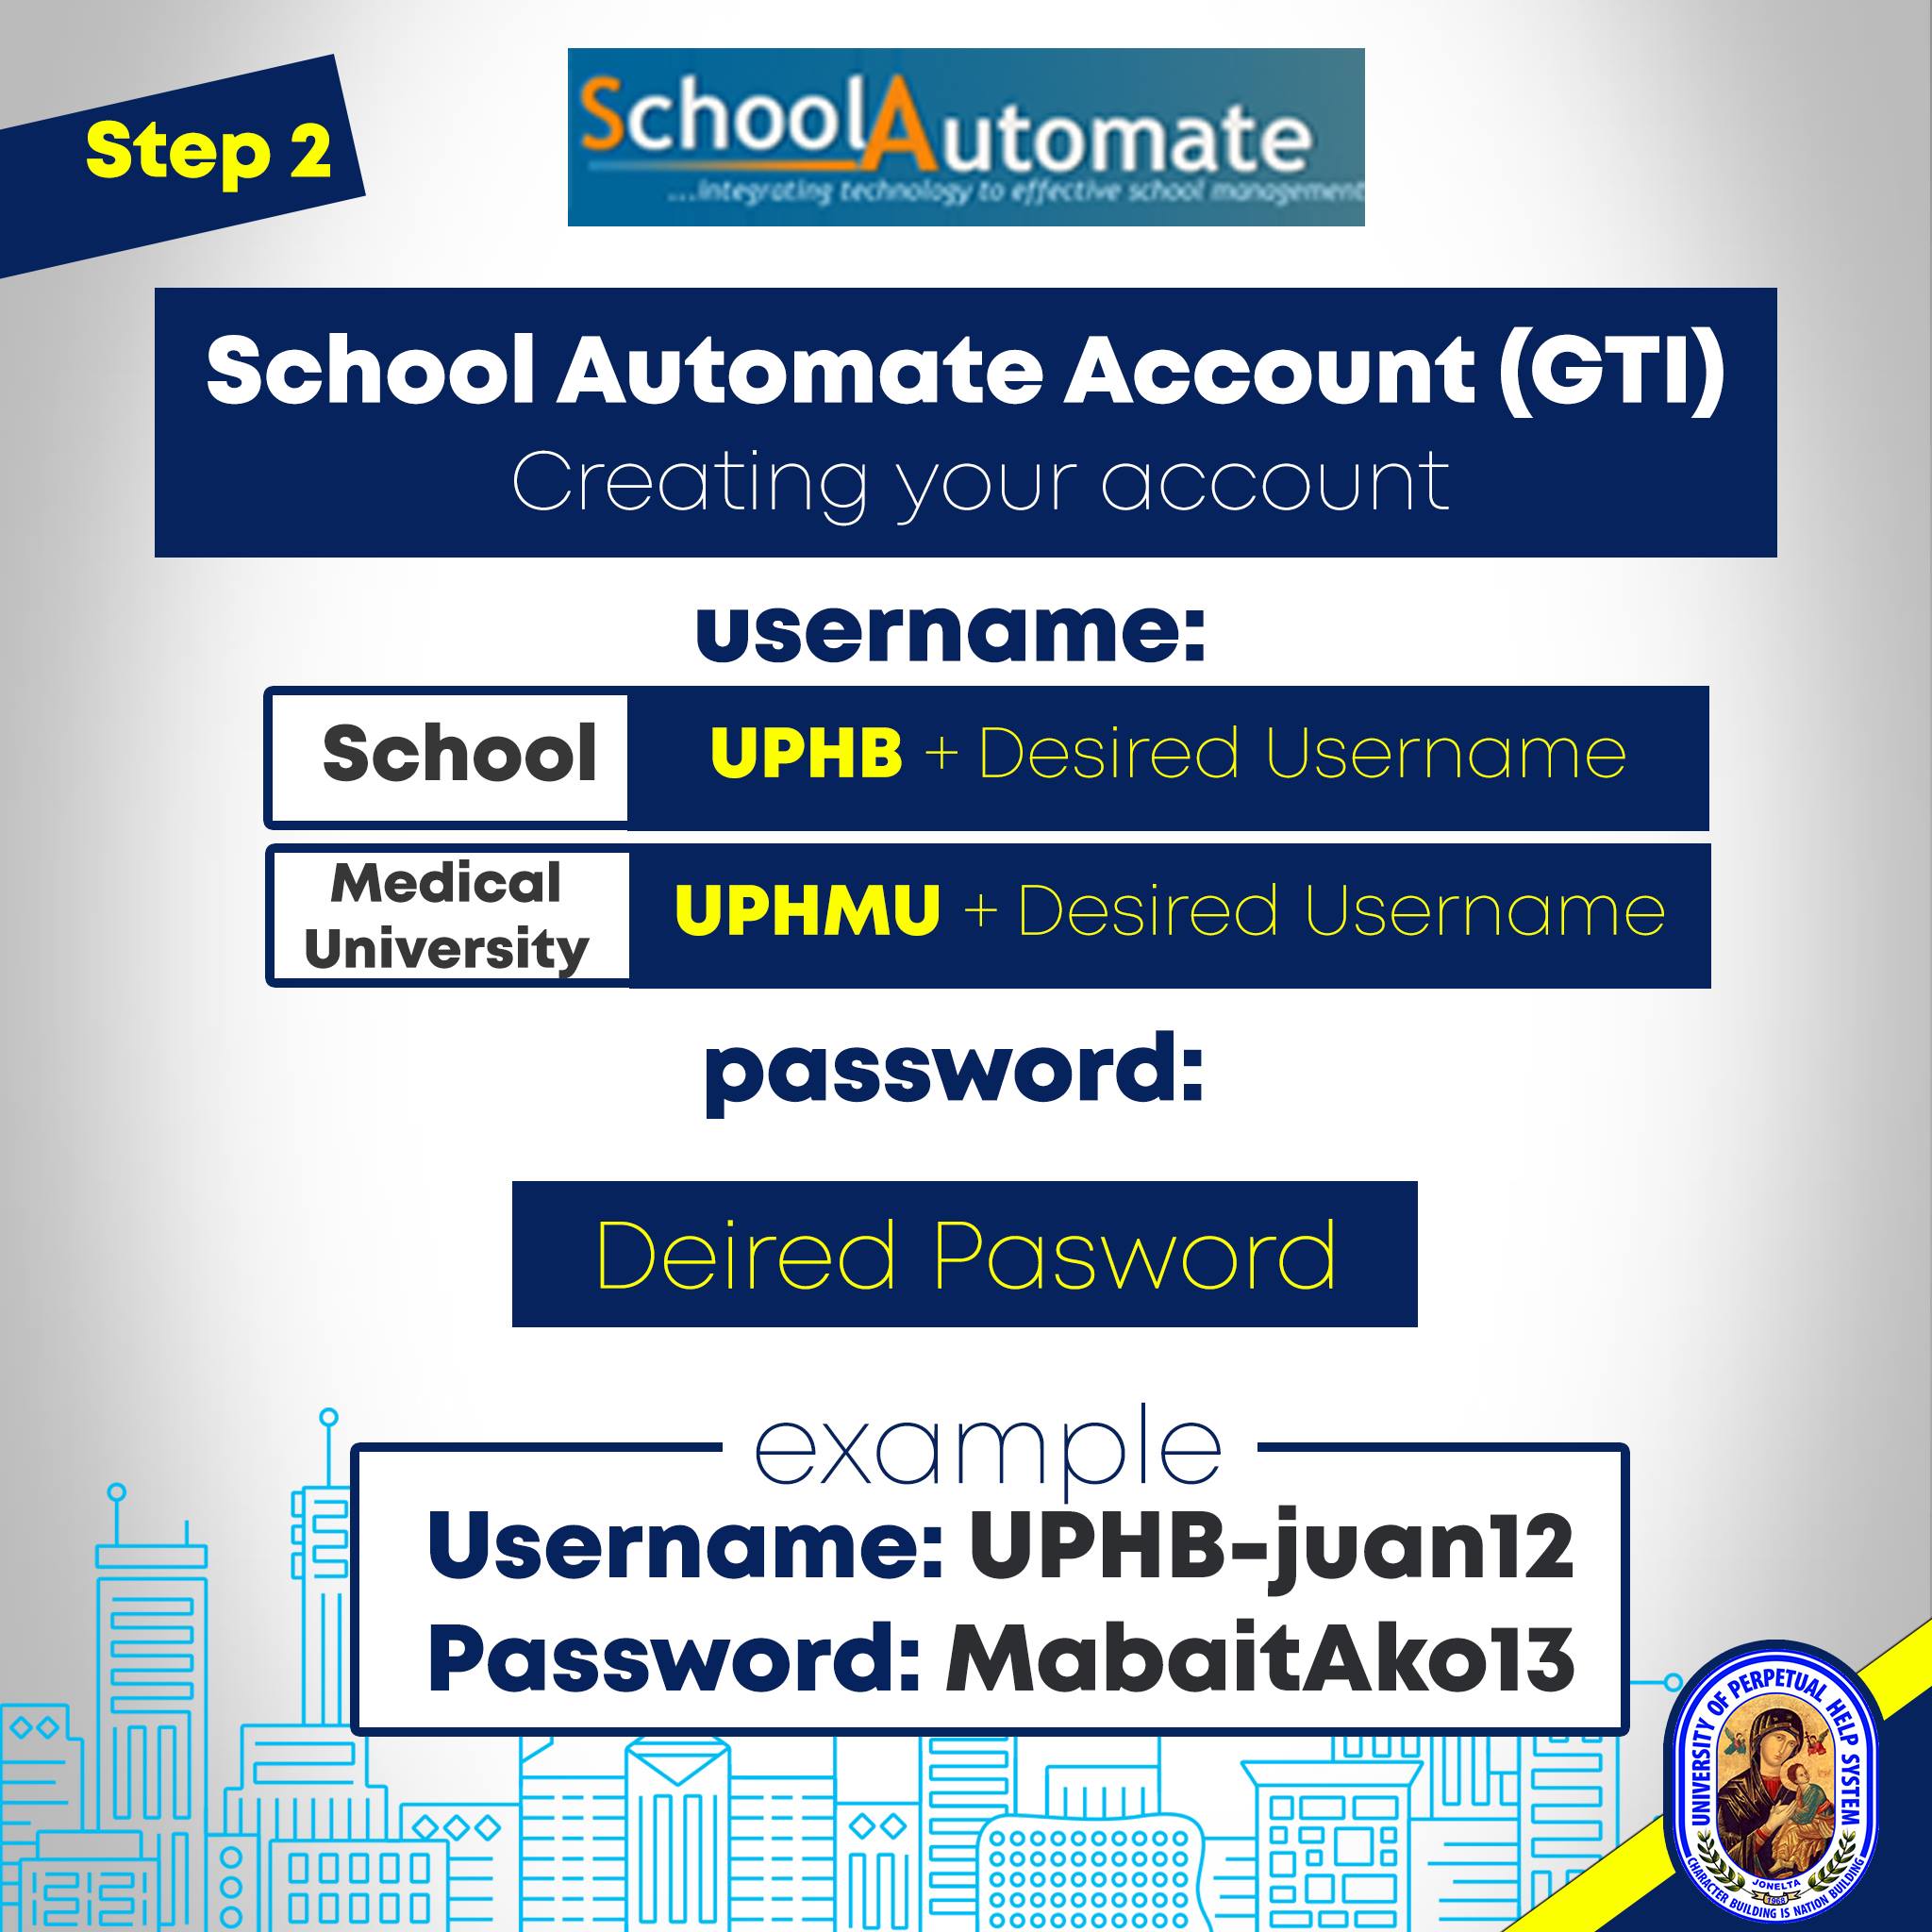 Step 2
SchoolAutomate
...integrating technology to effective school management
School Automate Account (GTI)
Creating your account
username:
School
UPHB + Desired Username
Medical
University
UPHMU + Desired Username
password:
Deired Pasword
example
Username: UPHB-juan12
Password: MabaitAko13
UNIVERSITY OF PERPETUAL HELP SYSTEM
JONELTA
1968
CHARACTER BUILDING IS NATION BUILDING